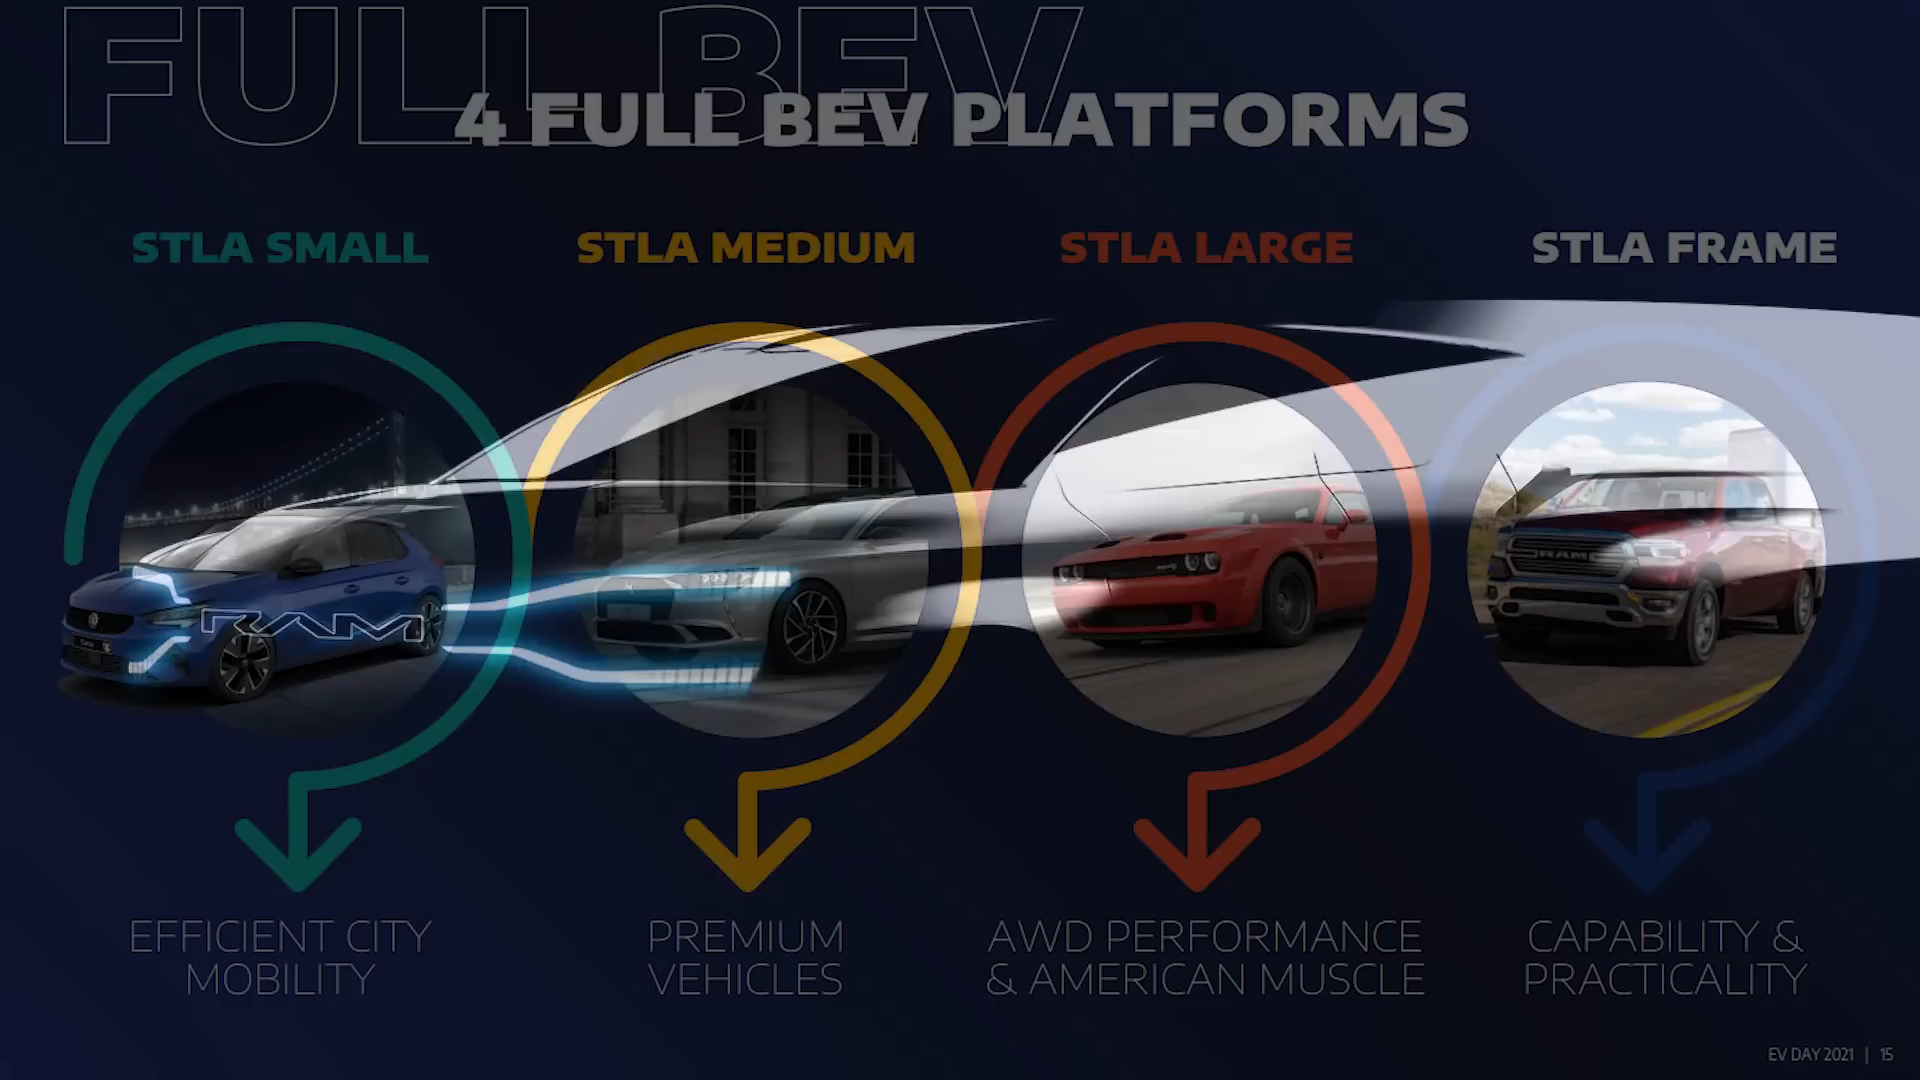 FULL BEV
4 FULL BEV PLATFORMS
STLA SMALL
STLA MEDIUM
STLA LARGE
STLA FRAME
RAM
RAM
EFFICIENT CITY
MOBILITY
PREMIUM
VEHICLES
AWD PERFORMANCE
& AMERICAN MUSCLE
CAPABILITY &
PRACTICALITY
EV DAY 2021 | 15